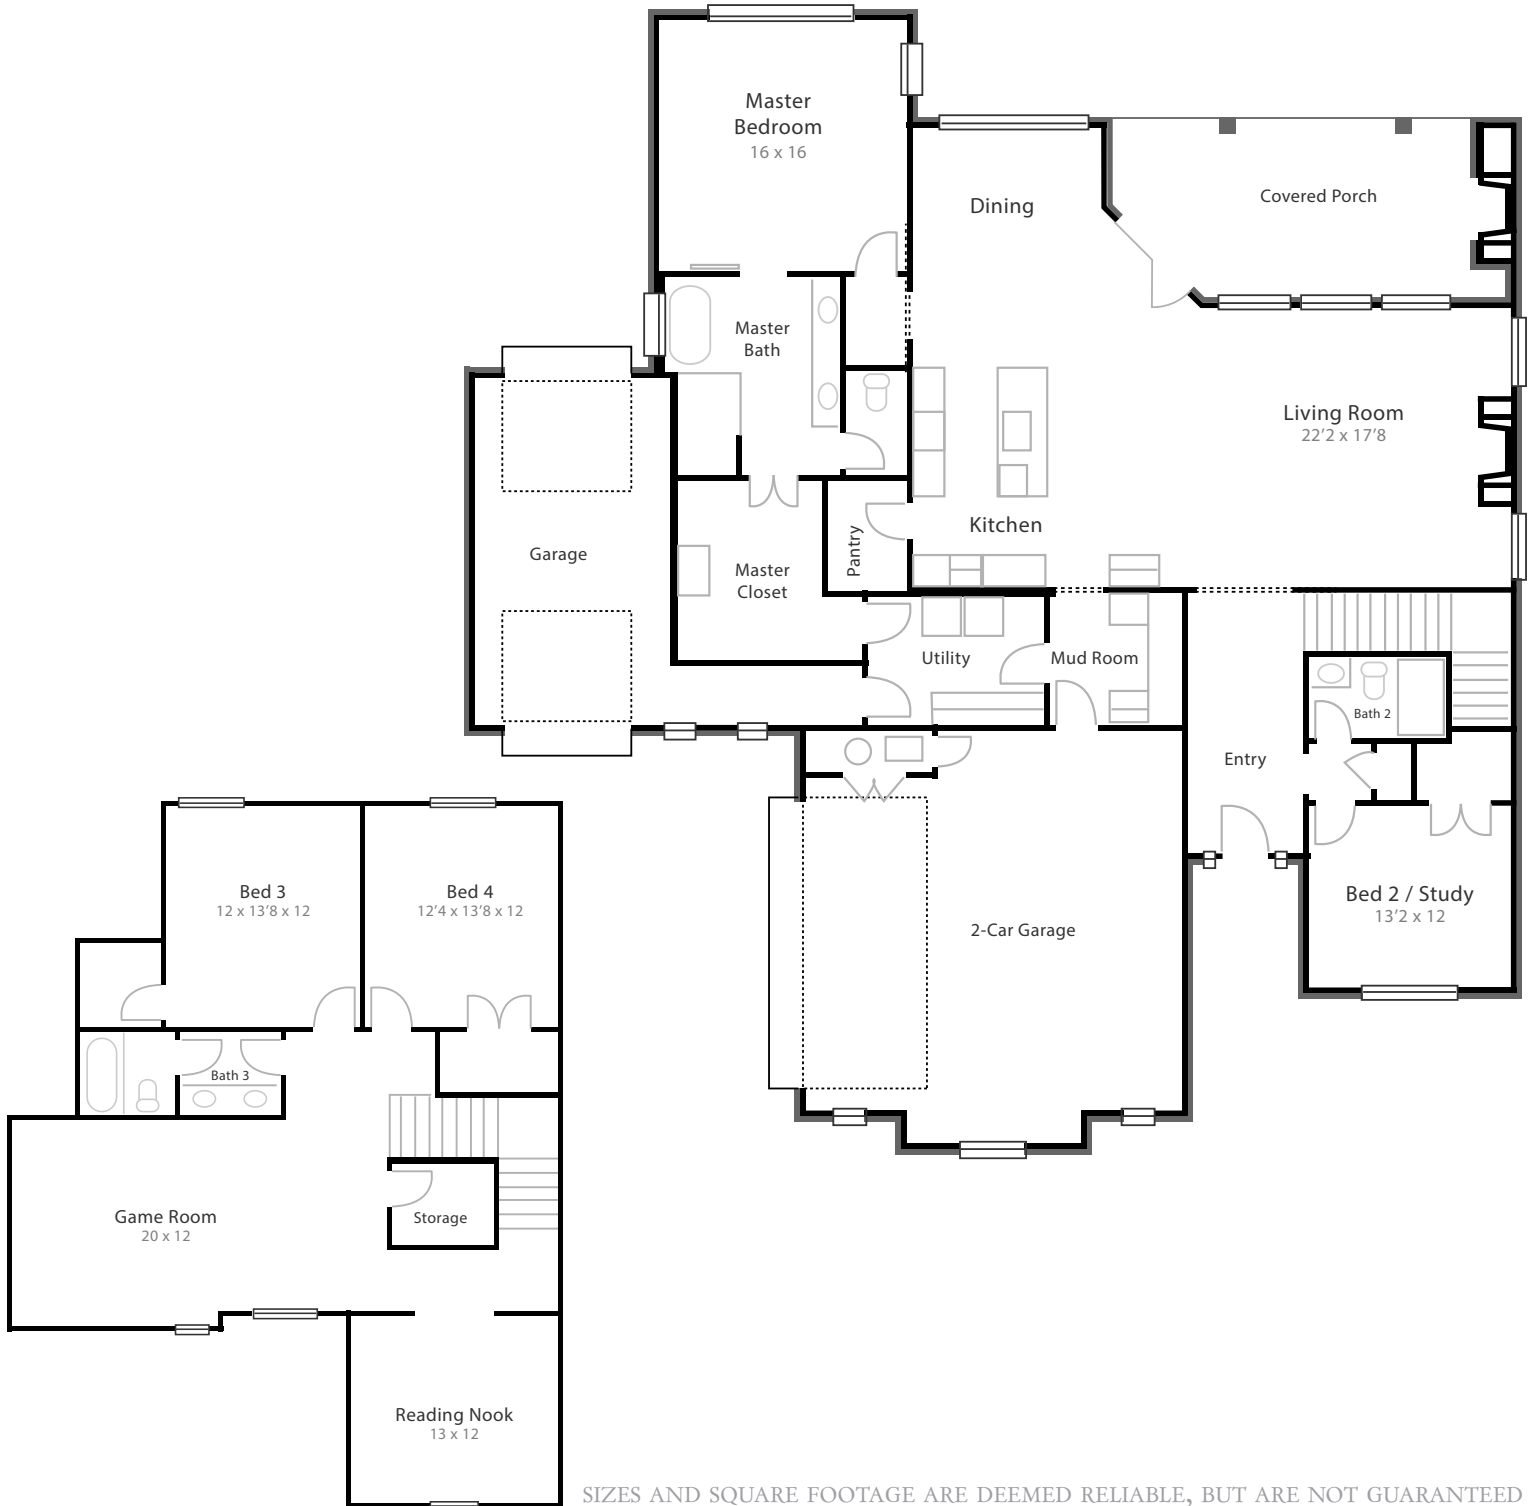 Master
Bedroom
16 x 16
Dining
Covered Porch
Master
Bath
Living Room
22’2 x 17’8
Kitchen
Pantry
Garage
Master
Closet
Utility
Mud Room
Bath 2
Entry
Bed 2 / Study
13’2 x 12
2-Car Garage
Bed 3
12 x 13’8 x 12
Bed 4
12’4 x 13’8 x 12
Bath 3
Game Room
20 x 12
Storage
Reading Nook
13 x 12
SIZES AND SQUARE FOOTAGE ARE DEEMED RELIABLE, BUT ARE NOT GUARANTEED